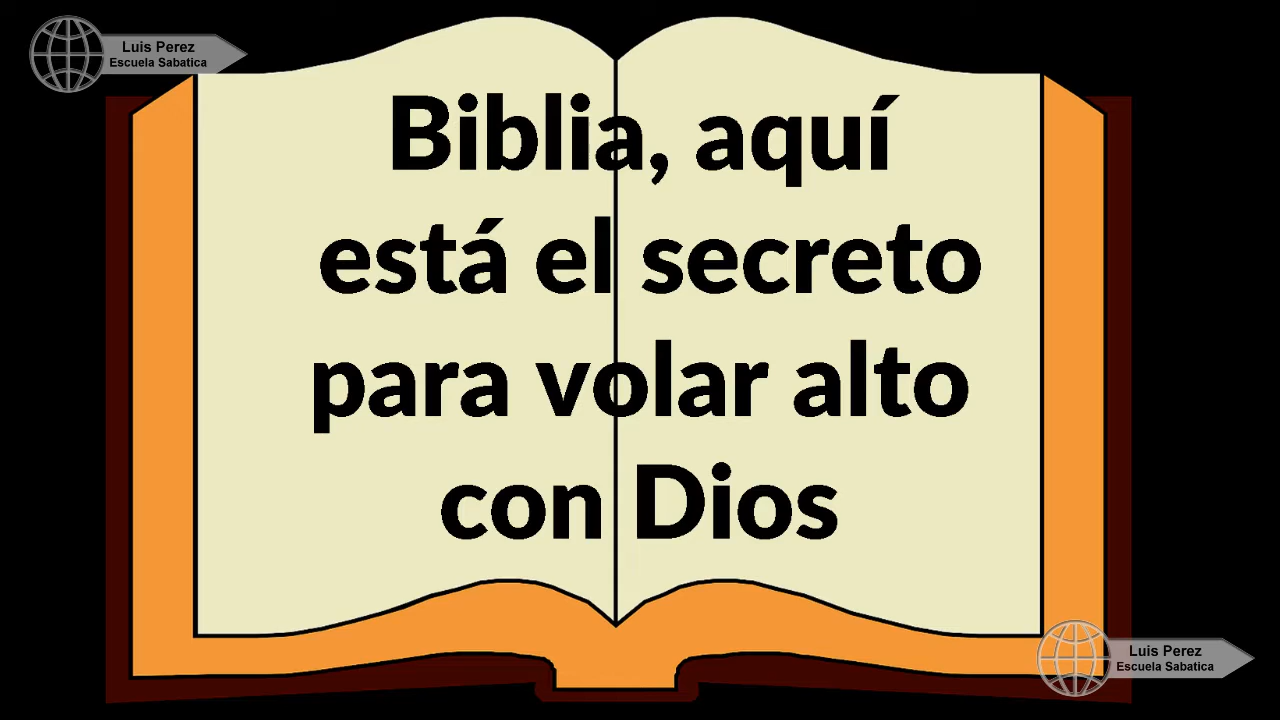 Luis Perez
Escuela Sabatica
Biblia, aquí
está el secreto
para volar alto
con Dios
Luis Perez
Escuela Sabatica